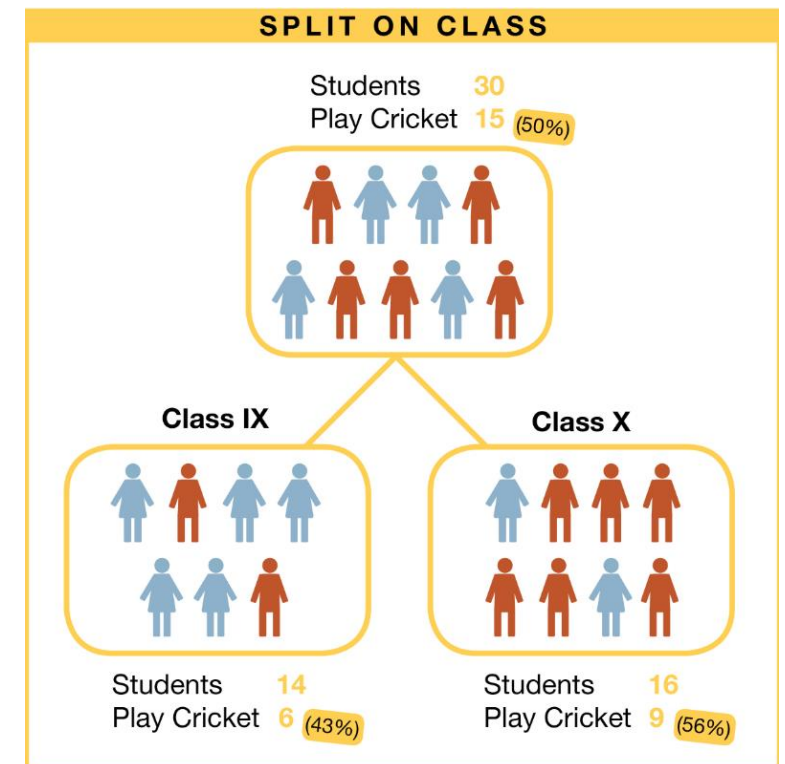 SPLIT ON CLASS
Students 30
Play Cricket 15 (50%)
Class IX
Class X
Students 14
Play Cricket 6 (43%)
Students 16
Play Cricket 9 (56%)